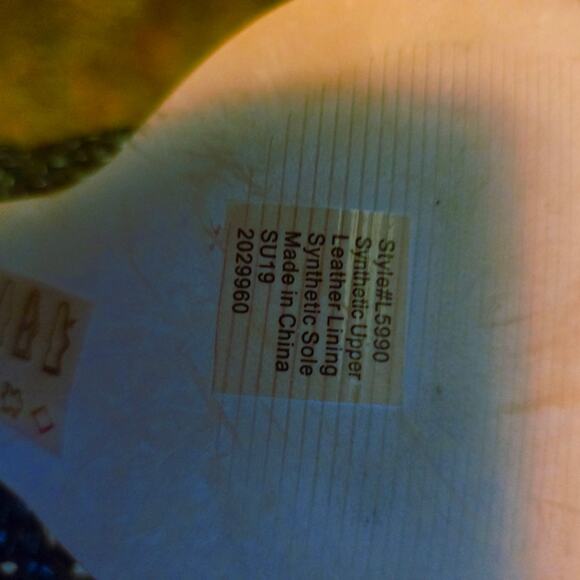 Style#L5990
Synthetic Upper
Leather Lining
Synthetic Sole
Made in China
SU19
2029960